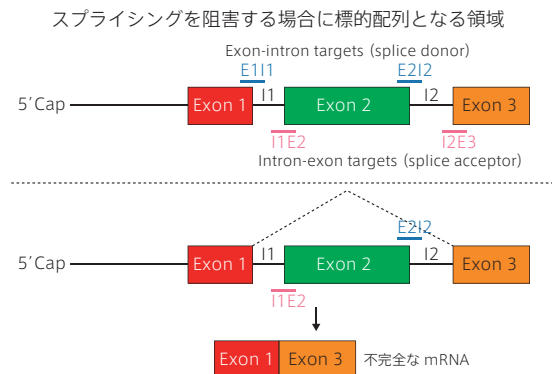 スプライシングを阻害する場合に標的配列となる領域
Exon-intron targets (splice donor)
E1I1
E2I2
5’Cap
Exon 1
I1
Exon 2
I2
Exon 3
I1E2
I2E3
Intron-exon targets (splice acceptor)
E2I2
5’Cap
Exon 1
I1
Exon 2
I2
Exon 3
I1E2
Exon 1
Exon 3
不完全な mRNA